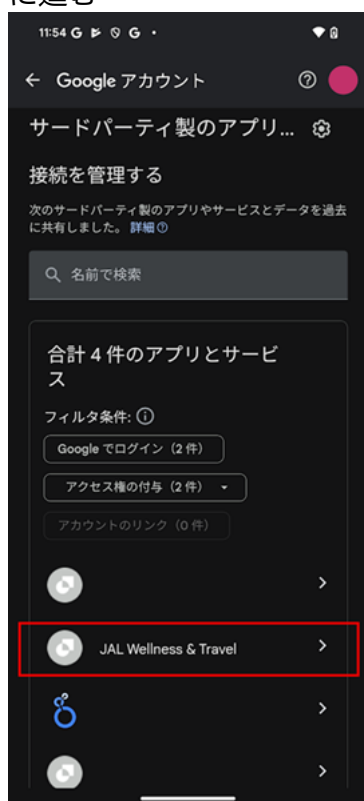 に進む
11:54 G G •
← Google アカウント
サードパーティ製のアプリ...
接続を管理する
次のサードパーティ製のアプリやサービスとデータを過去
に共有しました。 詳細
名前で検索
合計 4 件のアプリとサービ
ス
フィルタ条件:
Google でログイン（2 件）
アクセス権の付与（2 件）
アカウントのリンク（0 件）
JAL Wellness & Travel